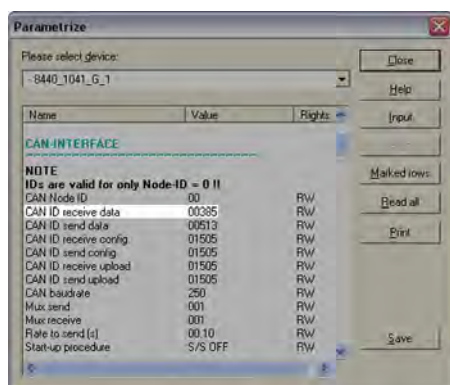 Parametrize
Please select device:
- 8440_1041_G_1
Close
Help
Name Value Rights
Input
CAN-INTERFACE
NOTE
IDs are valid for only Node-ID = 0 !!
Marked rows
CAN Node ID 00 RW
CAN ID receive data 00385 RW
Read all
CAN ID send data 00513 RW
CAN ID receive config 01505 RW
Print
CAN ID send config 01505 RW
CAN ID receive upload 01505 RW
CAN ID send upload 01505 RW
CAN baudrate 250 RW
Mux send 001 RW
Mux receive 001 RW
Rate to send [s] 00.10 RW
Start-up procedure S/S OFF RW
Save